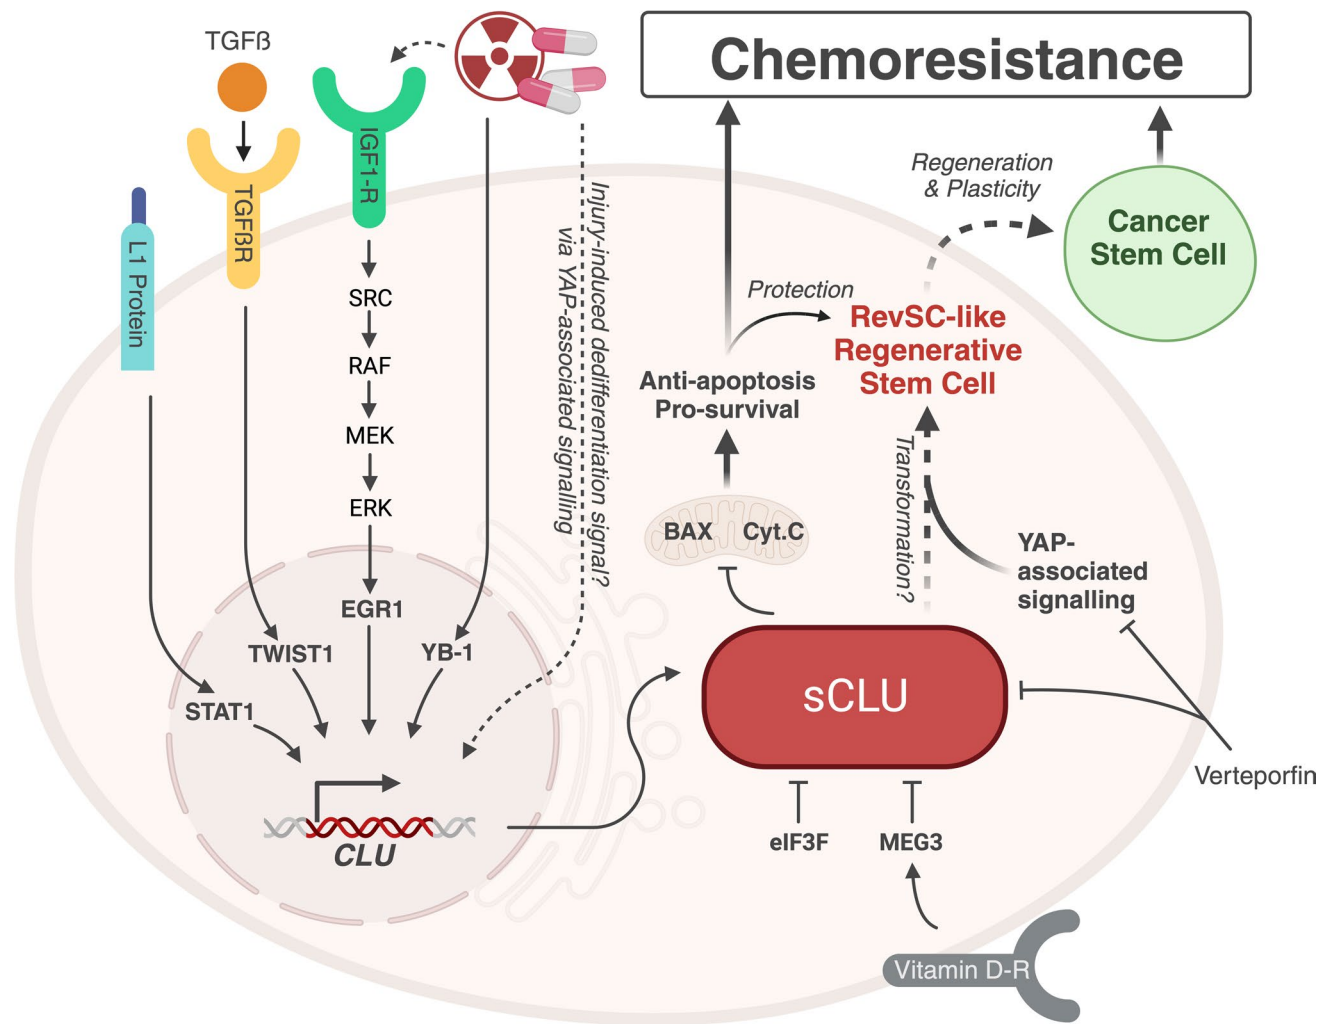 TGFß
Chemoresistance
TGFßR
IGF1-R
L1 Protein
Injury-induced dedifferentiation signal?
via YAP-associated signalling
Regeneration
& Plasticity
Cancer
Stem Cell
SRC
RAF
MEK
ERK
EGR1
TWIST1
YB-1
STAT1
CLU
Protection
RevSC-like
Regenerative
Stem Cell
Anti-apoptosis
Pro-survival
BAX
Cyt.C
Transformation?
YAP-
associated
signalling
sCLU
Verteporfin
eIF3F
MEG3
Vitamin D-R